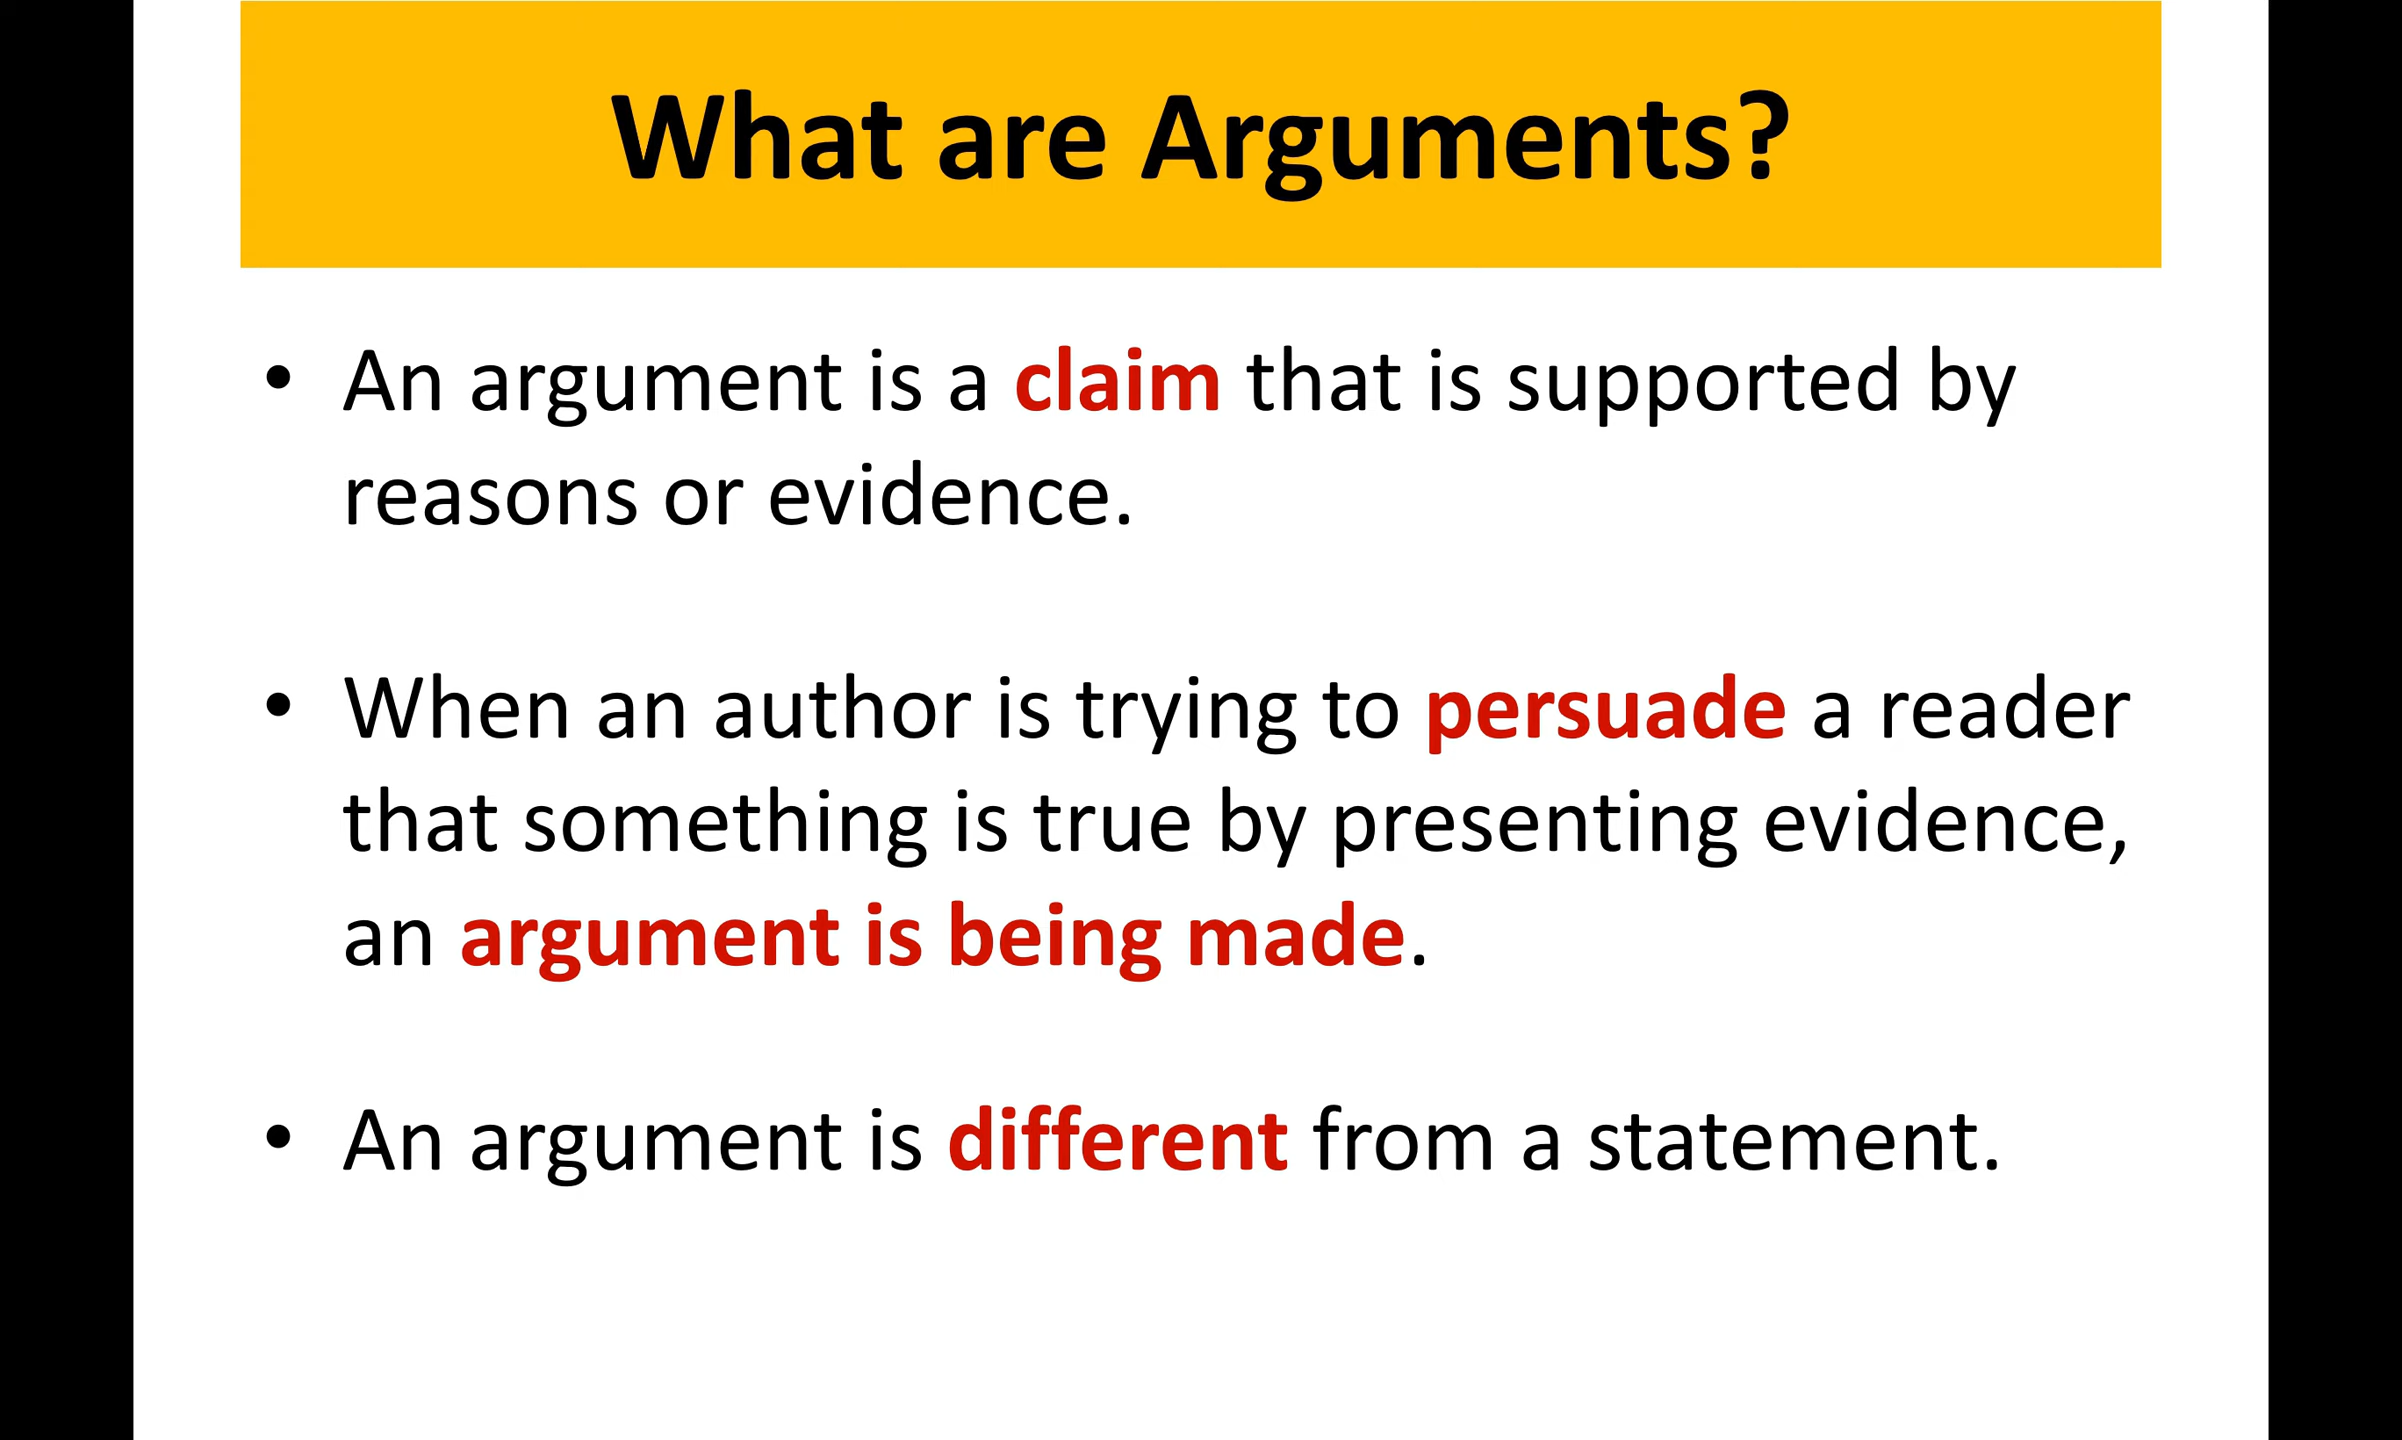 What are Arguments?
• An argument is a claim that is supported by
reasons or evidence.
• When an author is trying to persuade a reader
that something is true by presenting evidence,
an argument is being made.
• An argument is different from a statement.